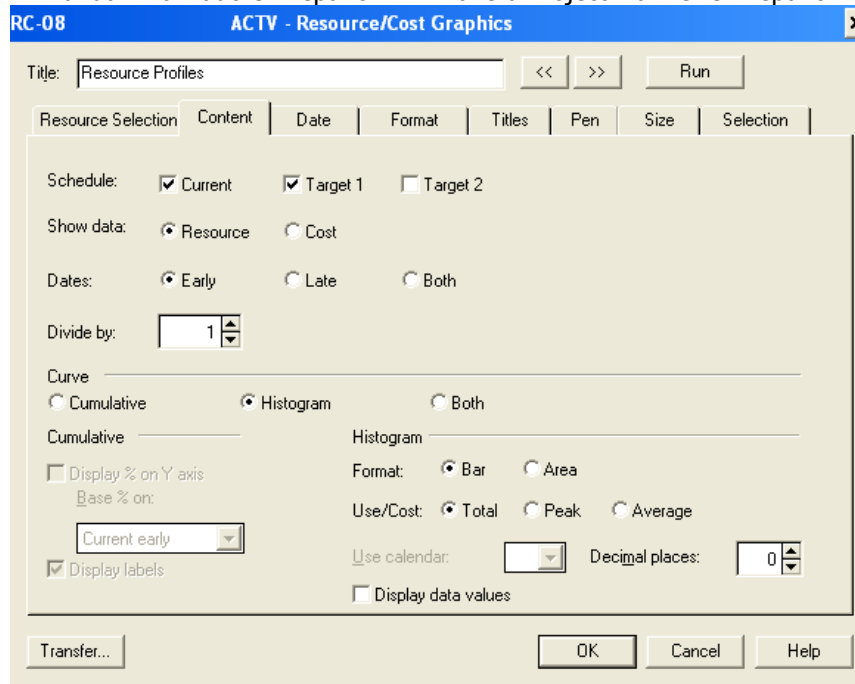 RC-08 ACTV - Resource/Cost Graphics
Title: Resource Profiles << >> Run
Resource Selection Content Date Format Titles Pen Size Selection
Schedule: Current Target 1 Target 2
Show data: Resource Cost
Dates: Early Late Both
Divide by: 1
Curve
Cumulative Histogram Both
Cumulative Histogram
Display % on Y axis Format: Bar Area
Base % on: Use/Cost: Total Peak Average
Current early Use calendar: Decimal places: 0
Display labels
Display data values
Transfer... OK Cancel Help